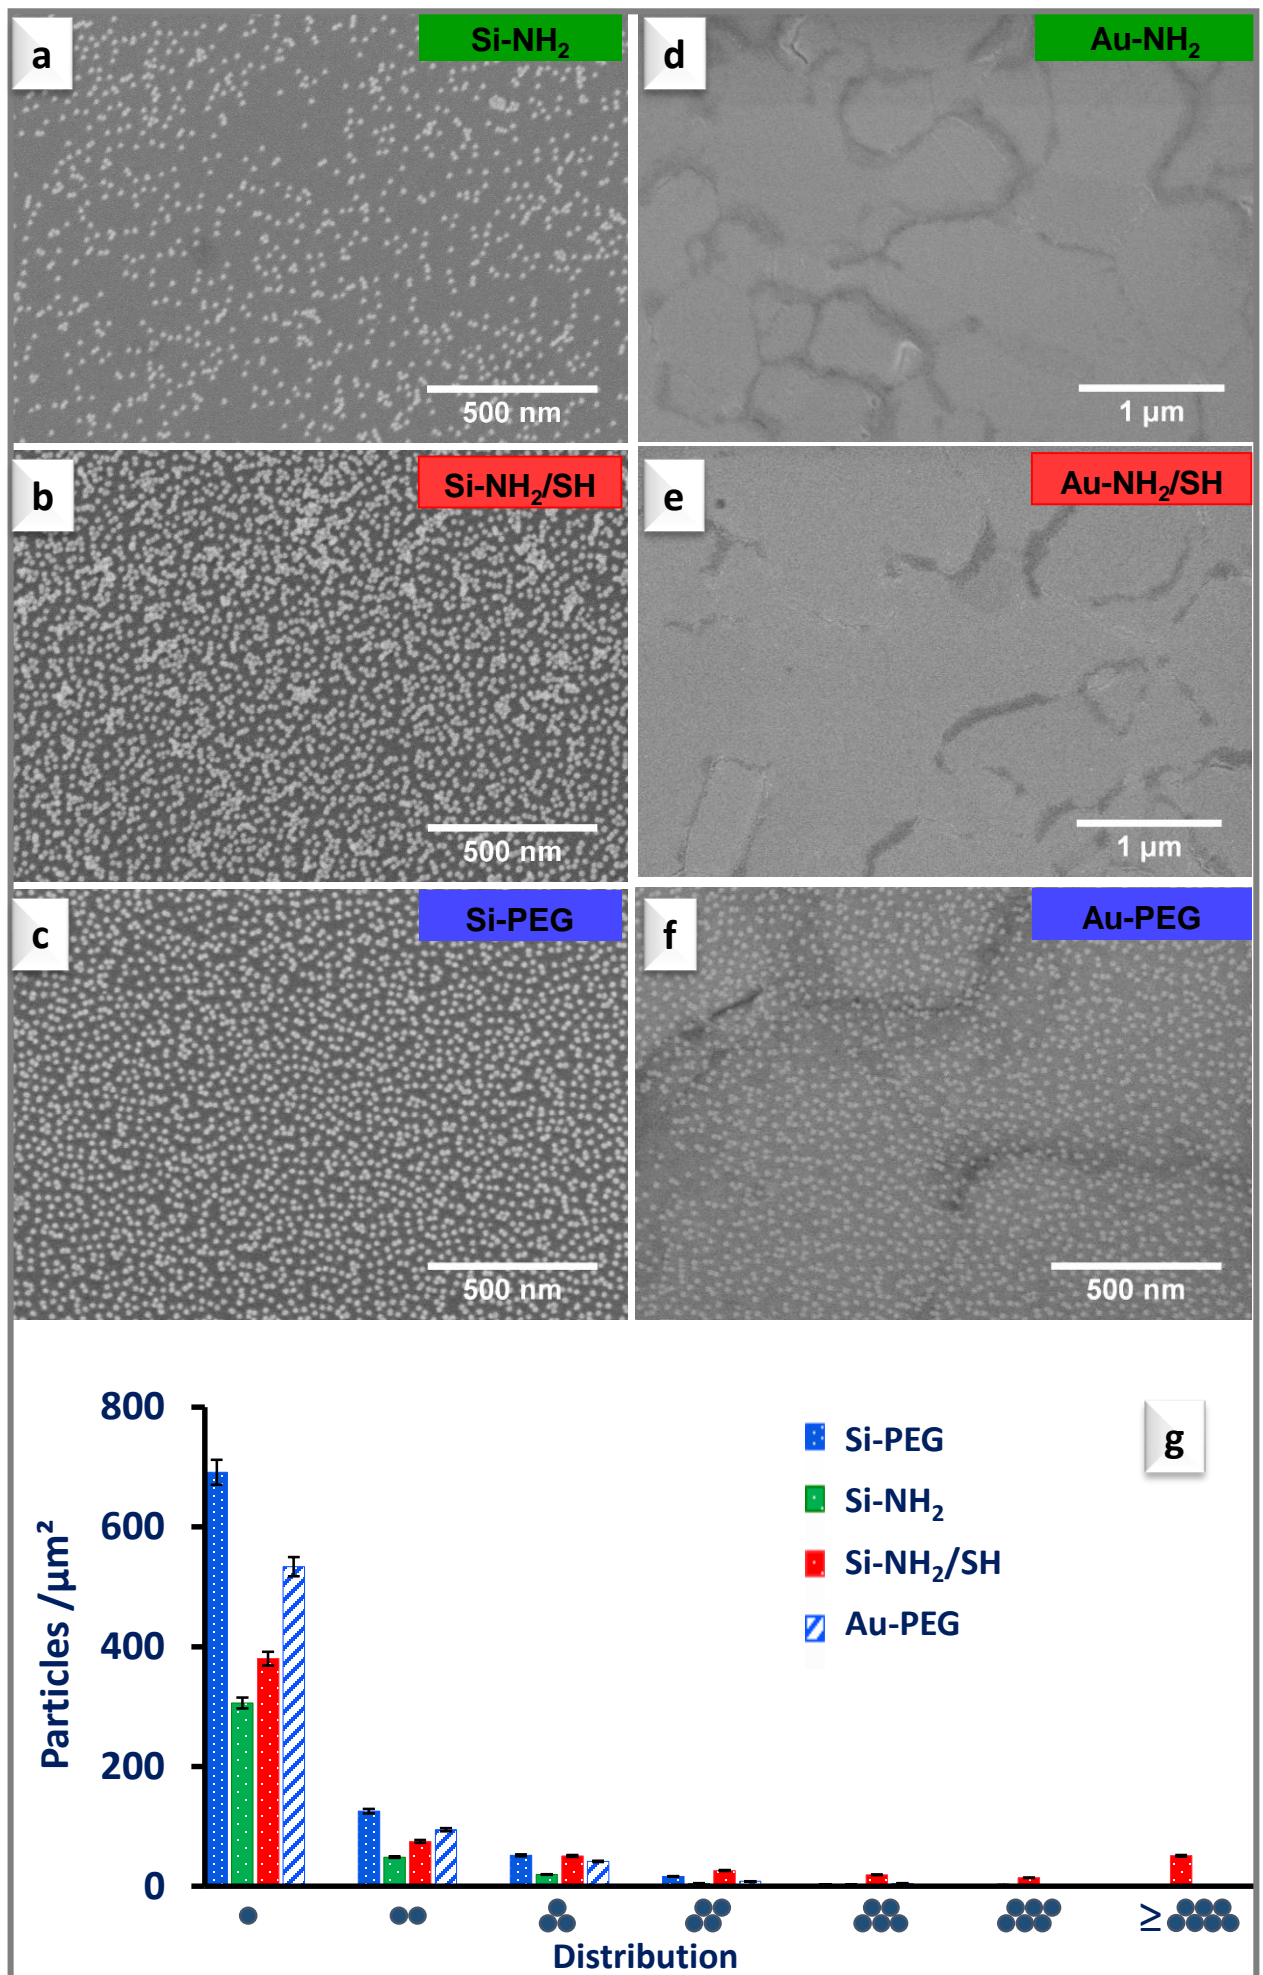 a
Si-NH₂
500 nm
d
Au-NH₂
1 µm
b
Si-NH₂/SH
500 nm
e
Au-NH₂/SH
1 µm
c
Si-PEG
500 nm
f
Au-PEG
500 nm
g
800
600
400
200
0
Particles /µm²
Si-PEG
Si-NH₂
Si-NH₂/SH
Au-PEG
≥
Distribution